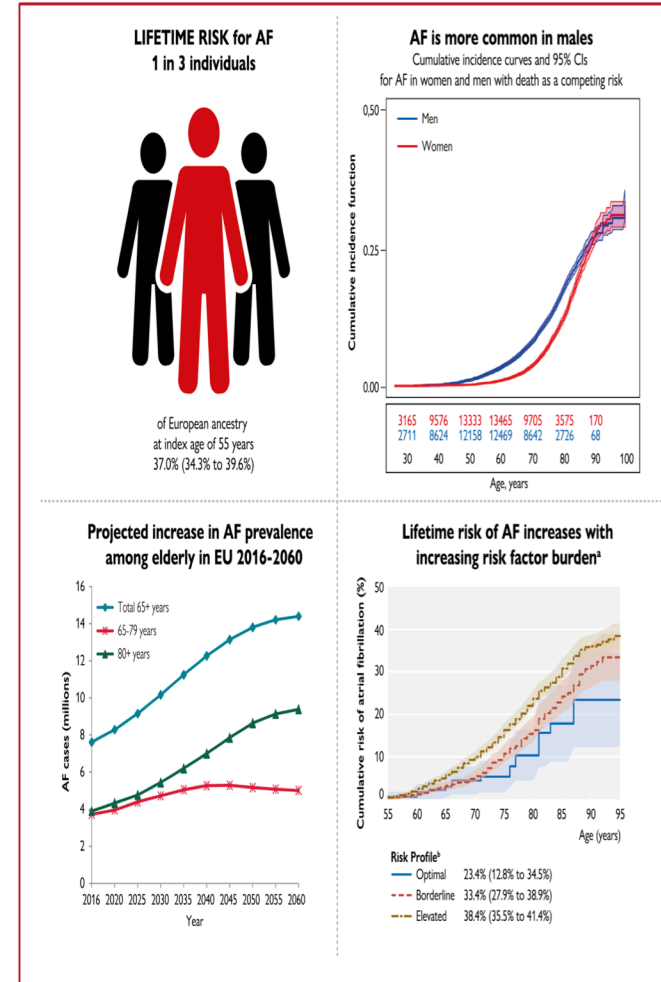 LIFETIME RISK for AF
1 in 3 individuals
of European ancestry
at index age of 55 years
37.0% (34.3% to 39.6%)
AF is more common in males
Cumulative incidence curves and 95% CIs
for AF in women and men with death as a competing risk
Cumulative incidence function
0,50
0.25
0.00
Men
Women
3165 9576 13333 13465 9705 3575 170
2711 8624 12158 12469 8642 2726 68
30 40 50 60 70 80 90 100
Age, years
Projected increase in AF prevalence
among elderly in EU 2016-2060
AF cases (millions)
16
14
12
10
8
6
4
2
0
Total 65+ years
65-79 years
80+ years
2016 2020 2025 2030 2035 2040 2045 2050 2055 2060
Year
Lifetime risk of AF increases with
increasing risk factor burdenᵃ
Cumulative risk of atrial fibrillation (%)
50
40
30
20
10
0
55 60 65 70 75 80 85 90 95
Age (years)
Risk Profileᵇ
Optimal 23.4% (12.8% to 34.5%)
Borderline 33.4% (27.9% to 38.9%)
Elevated 38.4% (35.5% to 41.4%)